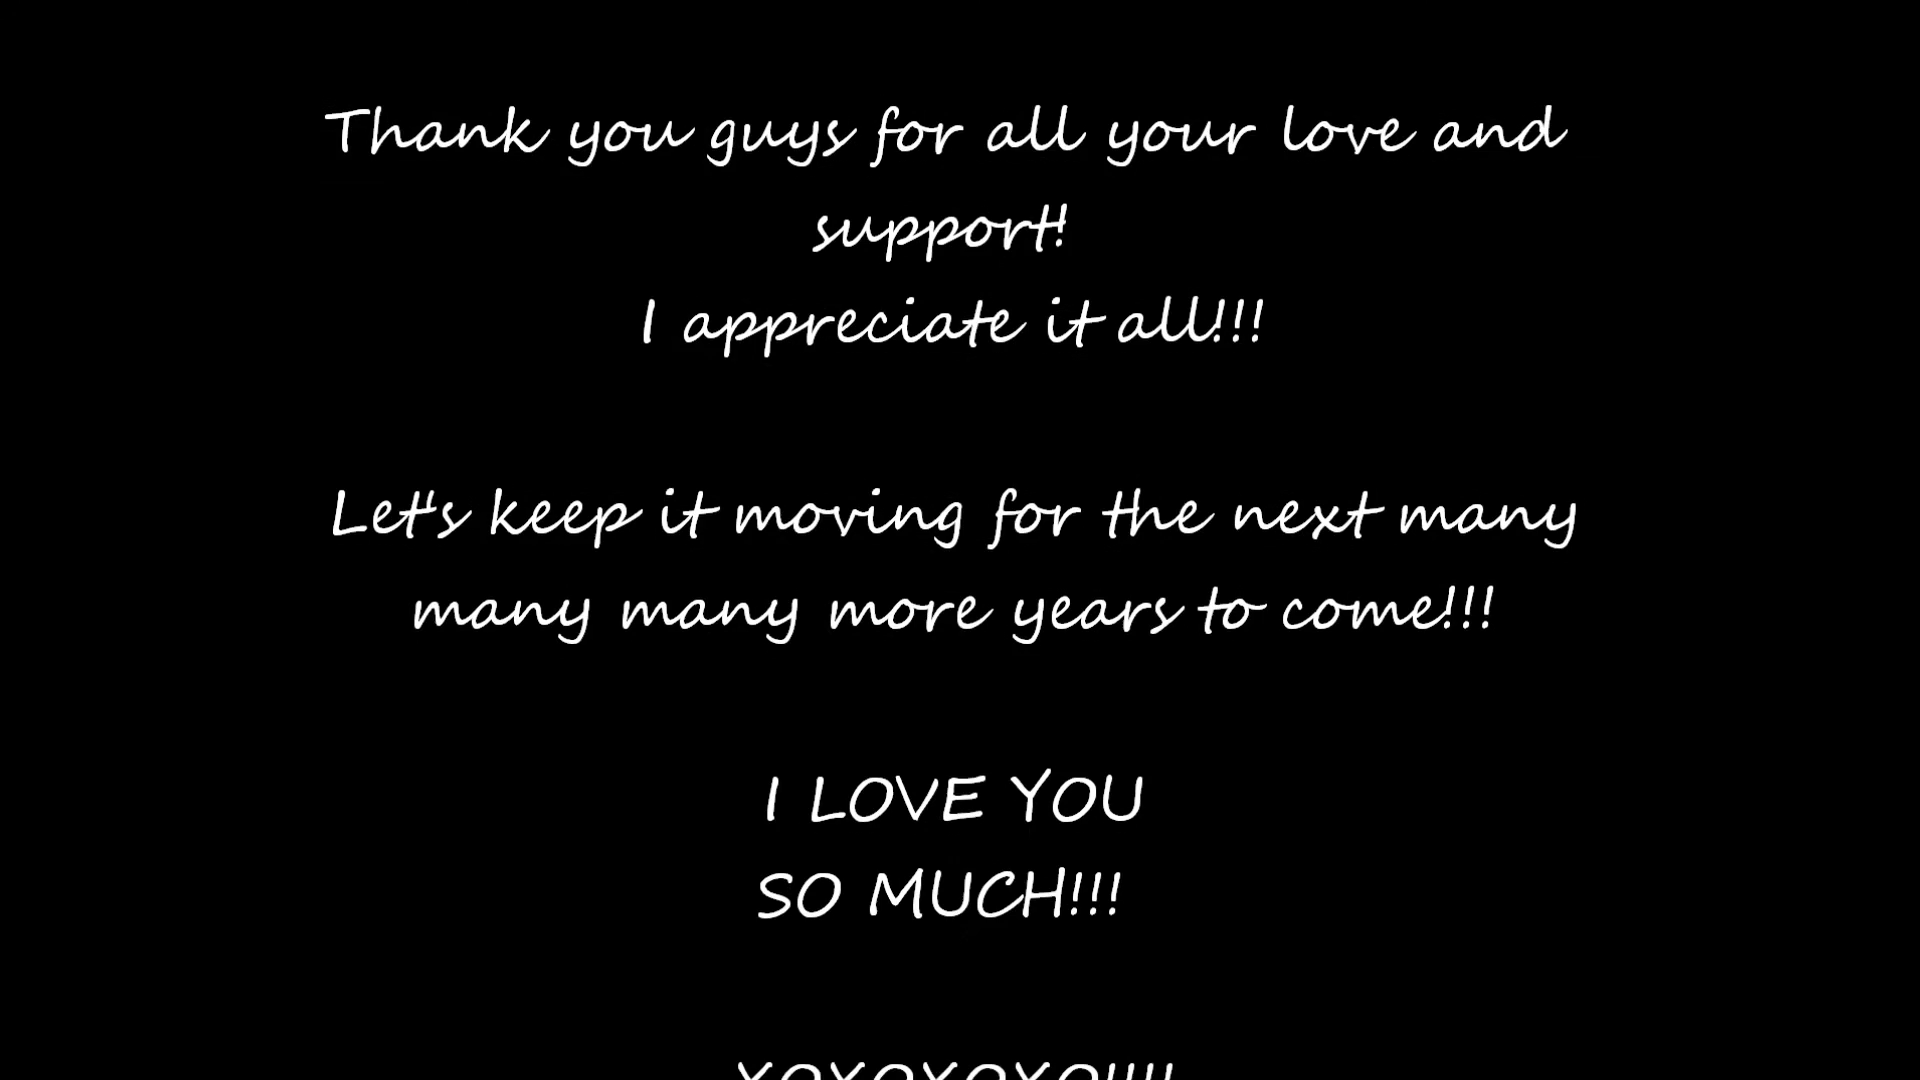 Thank you guys for all your love and
support!
I appreciate it all!!!
Let's keep it moving for the next many
many many more years to come!!!
I LOVE YOU
SO MUCH!!!
XOXOXOXO!!!!